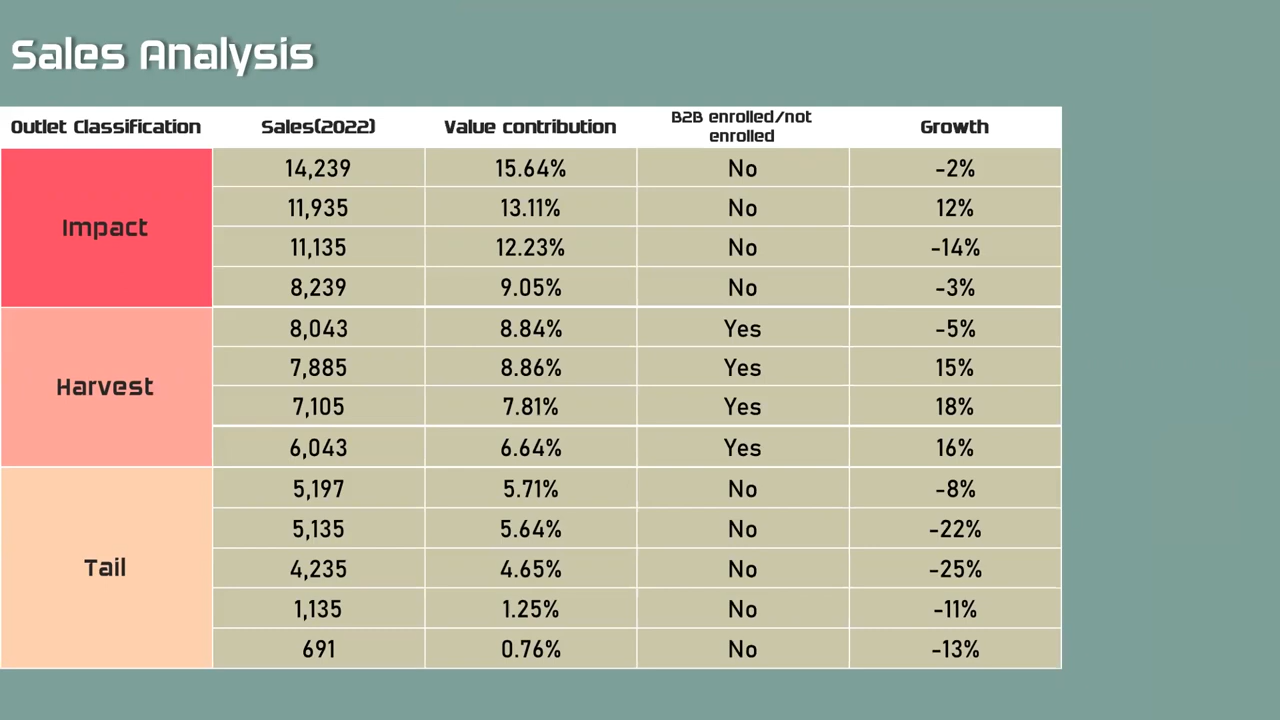 Sales Analysis
Outlet Classification Sales(2022) Value contribution B2B enrolled/not enrolled Growth
Impact
14,239 15.64% No -2%
11,935 13.11% No 12%
11,135 12.23% No -14%
8,239 9.05% No -3%
Harvest
8,043 8.84% Yes -5%
7,885 8.86% Yes 15%
7,105 7.81% Yes 18%
6,043 6.64% Yes 16%
Tail
5,197 5.71% No -8%
5,135 5.64% No -22%
4,235 4.65% No -25%
1,135 1.25% No -11%
691 0.76% No -13%